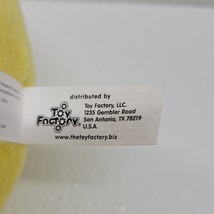 distributed by
Toy Factory
Toy Factory, LLC.
1235 Gembler Road
San Antonio, TX 78219
U.S.A.
www.thetoyfactory.biz